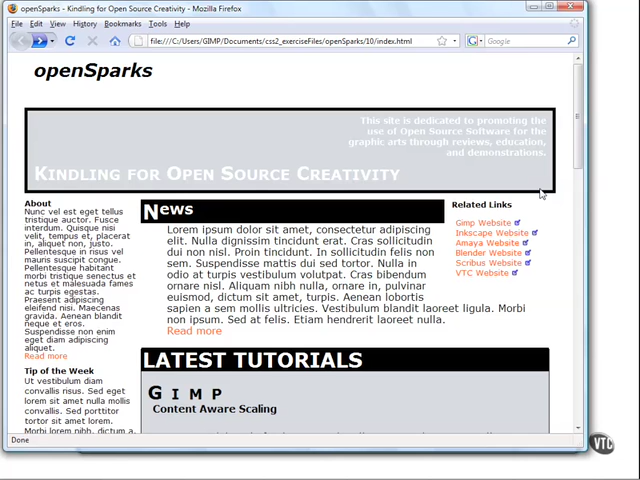 openSparks - Kindling for Open Source Creativity - Mozilla Firefox
File Edit View History Bookmarks Tools Help
file:///C:/Users/GIMP/Documents/css2_exerciseFiles/openSparks/10/index.html
Google
openSparks
This site is dedicated to promoting the
use of Open Source Software for the
graphic arts through reviews, education,
and demonstrations.
Kindling for Open Source Creativity
About
Nunc vel est eget tellus
tristique auctor. Fusce
interdum. Quisque nisi
velit, tempus et, placerat
in, aliquet non, justo.
Pellentesque in risus vel
mauris suscipit congue.
Pellentesque habitant
morbi tristique senectus et
netus et malesuada fames
ac turpis egestas.
Praesent adipiscing
eleifend nisi. Maecenas
gravida. Aenean blandit
neque et eros.
Suspendisse non enim
eget diam adipiscing
aliquet.
Read more
Tip of the Week
Ut vestibulum diam
convallis risus. Sed eget
lorem commodo mauris
convallis. Sed porttitor
tortor sit amet lorem.
Morbi lorem nibh, dictum a,
News
Lorem ipsum dolor sit amet, consectetur adipiscing
elit. Nulla dignissim tincidunt erat. Cras sollicitudin
dui non nisl. Proin tincidunt. In sollicitudin felis non
sem. Suspendisse mattis dui sed dolor. Nulla in
odio at turpis vestibulum volutpat. Cras bibendum
ornare nisl. Aliquam nibh nulla, ornare in, pulvinar
euismod, dictum sit amet, turpis. Aenean lobortis
sapien a sem mollis ultricies. Vestibulum blandit laoreet ligula. Morbi
non ipsum. Sed at felis. Etiam hendrerit laoreet nulla.
Read more
LATEST TUTORIALS
GIMP
Content Aware Scaling
Related Links
Gimp Website
Inkscape Website
Amaya Website
Blender Website
Scribus Website
VTC Website
Done
VTC